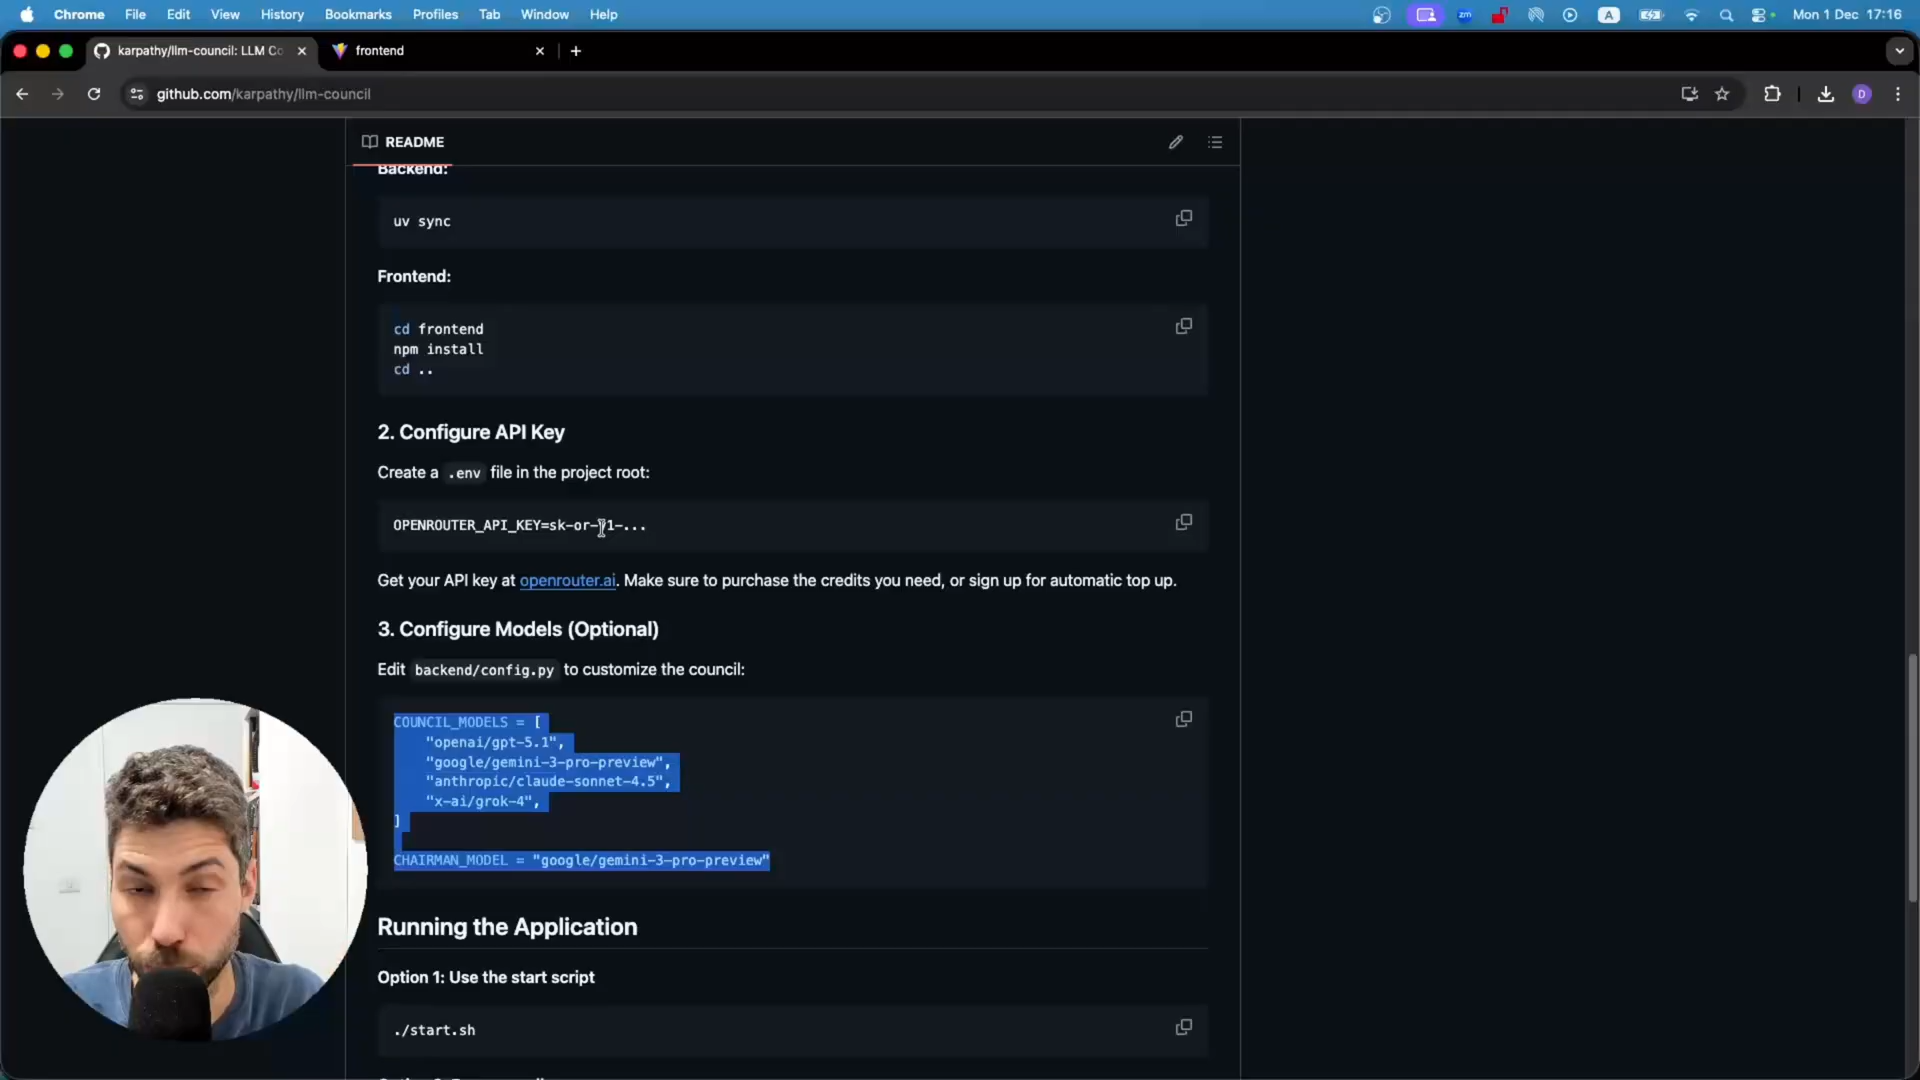 Chrome File Edit View History Bookmarks Profiles Tab Window Help
zm
A
Mon 1 Dec 17:16
karpathy/llm-council: LLM Co
frontend
github.com/karpathy/llm-council
D
README
Backend:
uv sync
Frontend:
cd frontend
npm install
cd ..
2. Configure API Key
Create a .env file in the project root:
OPENROUTER_API_KEY=sk-or-v1-...
Get your API key at openrouter.ai. Make sure to purchase the credits you need, or sign up for automatic top up.
3. Configure Models (Optional)
Edit backend/config.py to customize the council:
COUNCIL_MODELS = [
"openai/gpt-5.1",
"google/gemini-3-pro-preview",
"anthropic/claude-sonnet-4.5",
"x-ai/grok-4",
]
CHAIRMAN_MODEL = "google/gemini-3-pro-preview"
Running the Application
Option 1: Use the start script
./start.sh